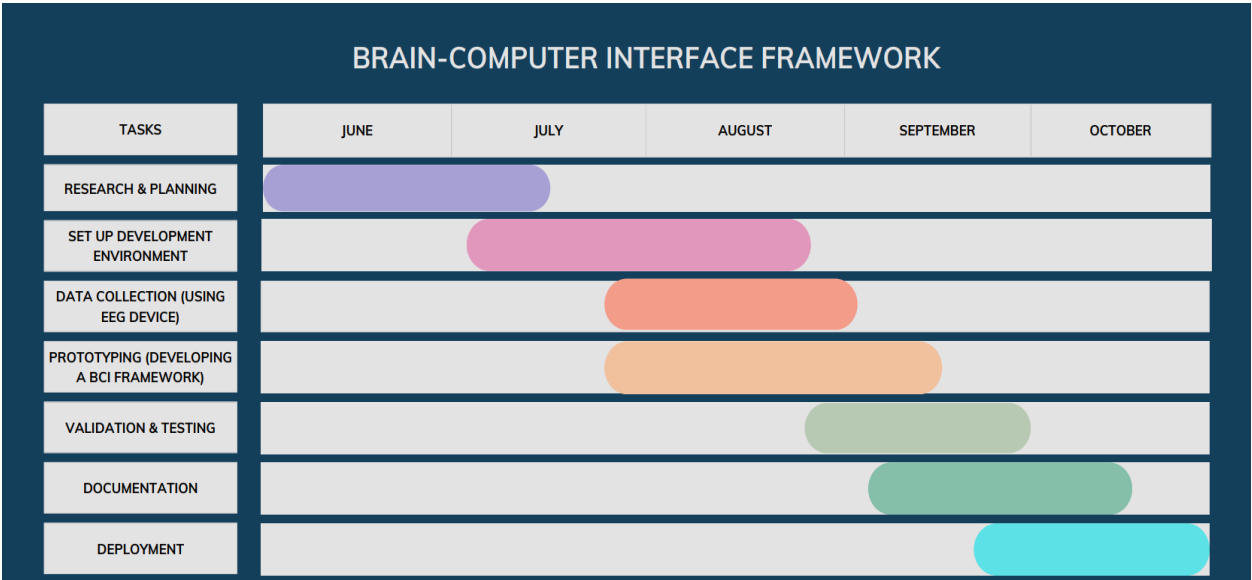 BRAIN-COMPUTER INTERFACE FRAMEWORK
TASKS
JUNE
JULY
AUGUST
SEPTEMBER
OCTOBER
RESEARCH & PLANNING
SET UP DEVELOPMENT
ENVIRONMENT
DATA COLLECTION (USING
EEG DEVICE)
PROTOTYPING (DEVELOPING
A BCI FRAMEWORK)
VALIDATION & TESTING
DOCUMENTATION
DEPLOYMENT